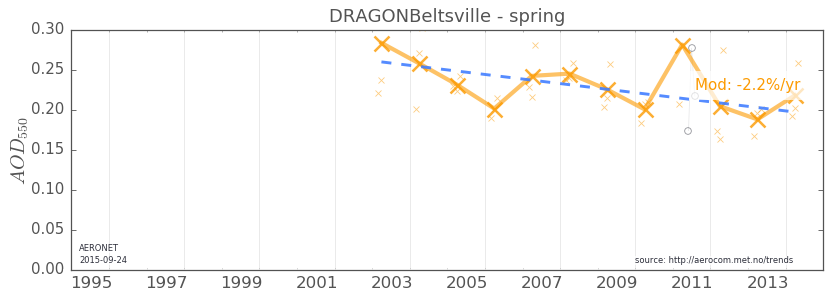 DRAGONBeltsville - spring
0.30
0.25
0.20
0.15
0.10
0.05
0.00
AOD550
Mod: -2.2%/yr
AERONET
2015-09-24
source: http://aerocom.met.no/trends
1995 1997 1999 2001 2003 2005 2007 2009 2011 2013